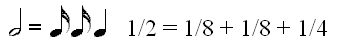 𝅗𝅥 = 𝅘𝅥𝅮𝅘𝅥𝅮𝅘𝅥 1/2 = 1/8 + 1/8 + 1/4